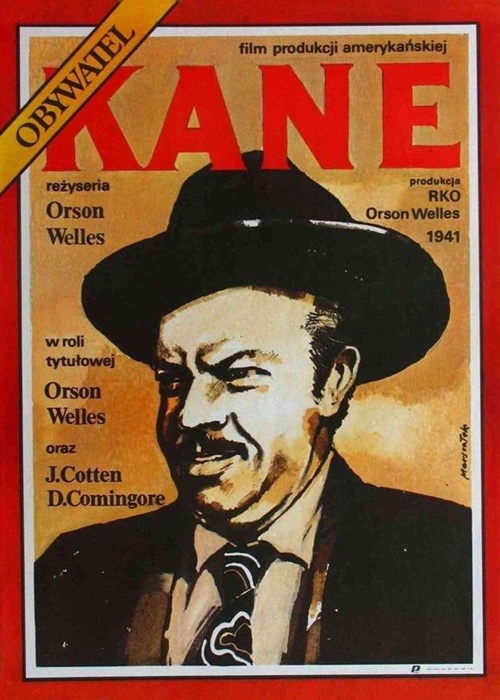 OBYWATEL
film produkcji amerykańskiej
KANE
reżyseria
Orson
Welles
produkcja
RKO
Orson Welles
1941
w roli
tytułowej
Orson
Welles
oraz
J.Cotten
D.Comingore